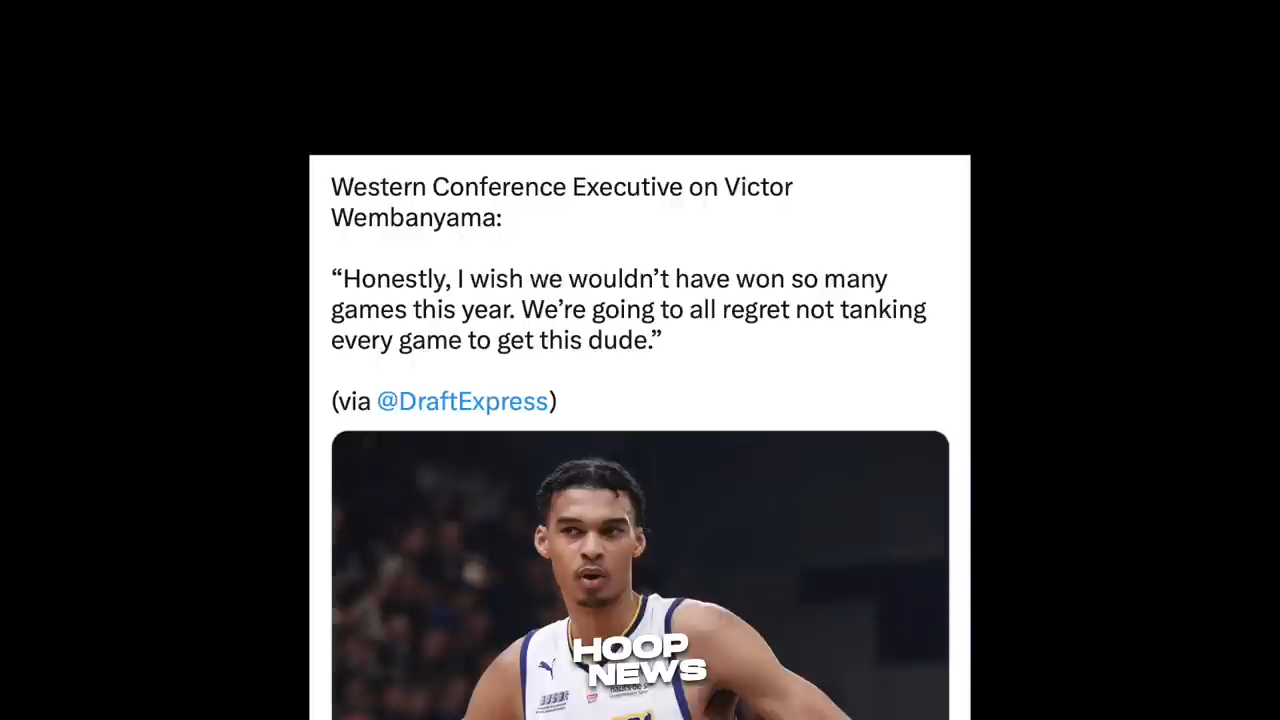 Western Conference Executive on Victor
Wembanyama:
“Honestly, I wish we wouldn’t have won so many
games this year. We’re going to all regret not tanking
every game to get this dude.”
(via @DraftExpress)
HOOP
NEWS